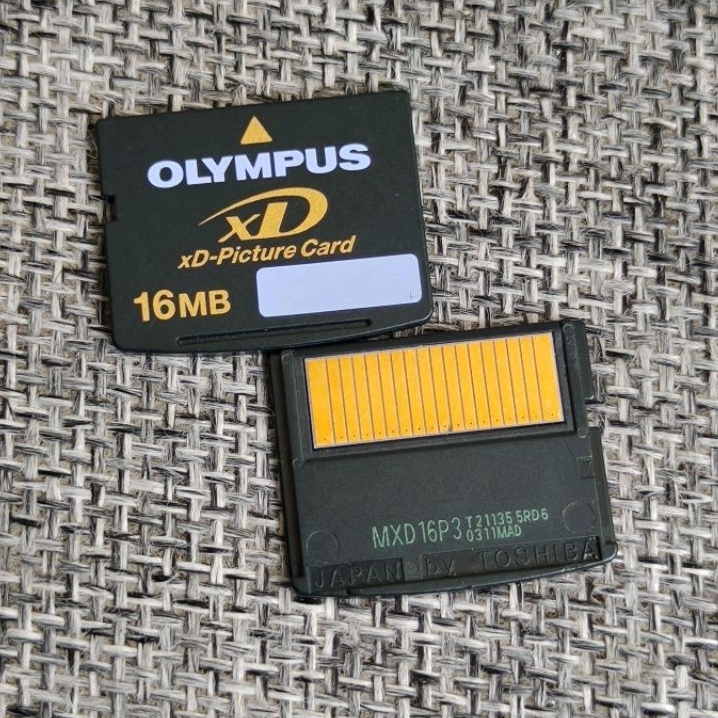 OLYMPUS
xD
xD-Picture Card
16MB
MXD16P3 T21135 5RD6
0311MAD
JAPAN by TOSHIBA